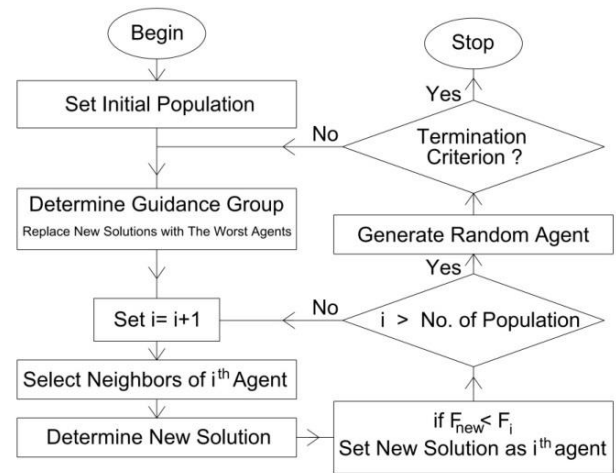 Begin
Set Initial Population
Determine Guidance Group
Replace New Solutions with The Worst Agents
Set i= i+1
Select Neighbors of iᵗʰ Agent
Determine New Solution
if F_new< F_i
Set New Solution as iᵗʰ agent
i > No. of Population
No
Yes
Generate Random Agent
Termination
Criterion ?
No
Yes
Stop